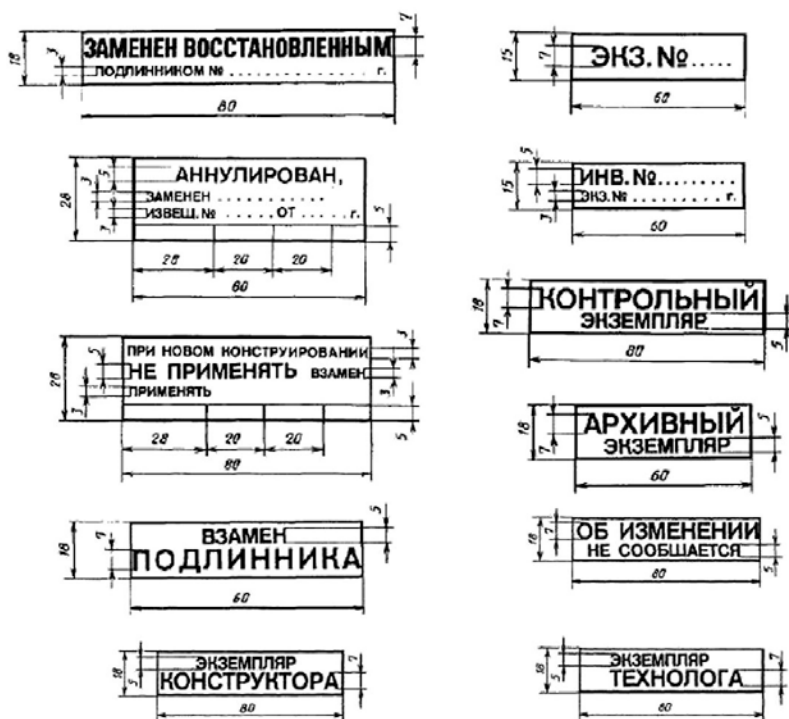 ЗАМЕНЕН ВОССТАНОВЛЕННЫМ
ПОДЛИННИКОМ № . . . . . . . . . . . . . . . . . г.
18
3
7
80
АННУЛИРОВАН,
ЗАМЕНЕН . . . . . . . . . . .
ИЗВЕЩ. № . . . . . . ОТ . . . . . . г.
28
3
5
3
5
28 20 20
60
ПРИ НОВОМ КОНСТРУИРОВАНИИ
НЕ ПРИМЕНЯТЬ ВЗАМЕН
ПРИМЕНЯТЬ
28
5
3
3
3
5
28 20 20
80
ВЗАМЕН
ПОДЛИННИКА
18
7
5
60
ЭКЗЕМПЛЯР
КОНСТРУКТОРА
18
5
7
80
ЭКЗ. № . . . . .
15
7
60
ИНВ. № . . . . . . . .
ЭКЗ. № . . . . . . . . . . г.
15
5
3
60
КОНТРОЛЬНЫЙ
ЭКЗЕМПЛЯР
18
7
5
80
АРХИВНЫЙ
ЭКЗЕМПЛЯР
18
7
5
60
ОБ ИЗМЕНЕНИИ
НЕ СООБЩАЕТСЯ
18
7
5
80
ЭКЗЕМПЛЯР
ТЕХНОЛОГА
18
5
7
60